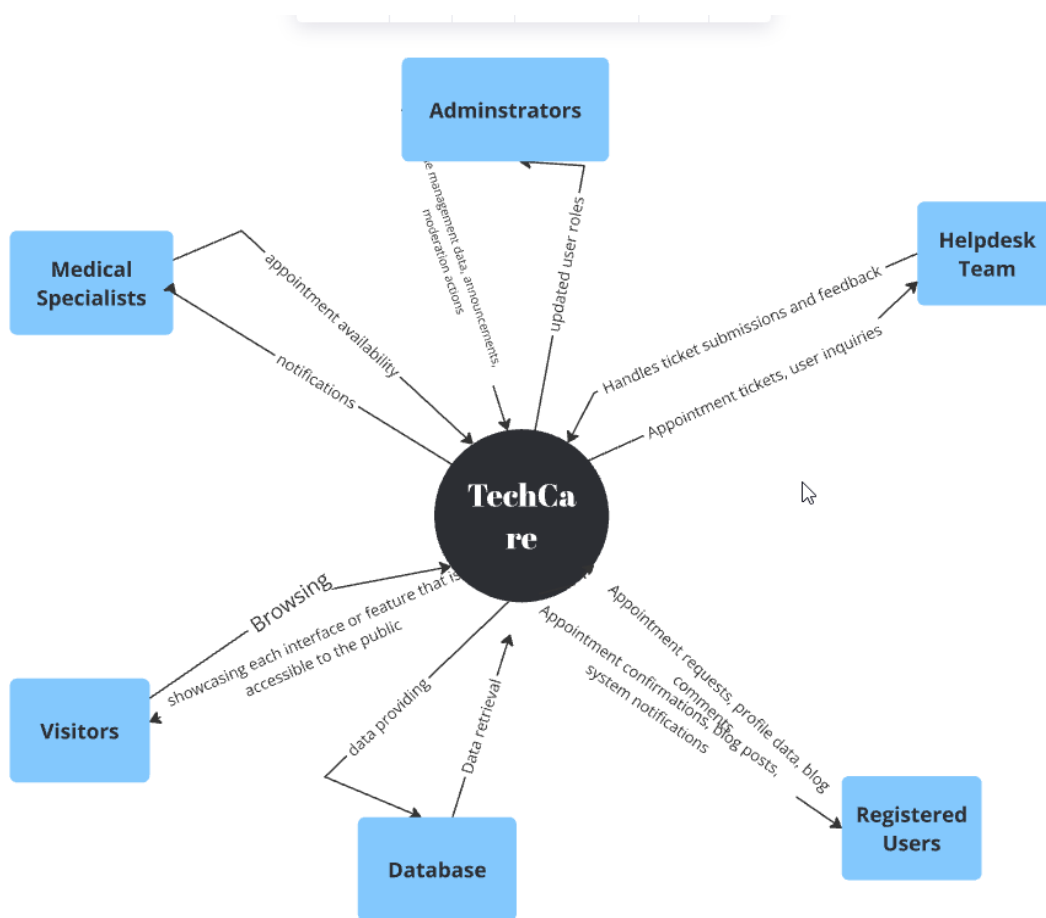 Adminstrators
management data, announcements,
moderation actions
updated user roles
Medical
Specialists
appointment availability
notifications
Helpdesk
Team
Handles ticket submissions and feedback
Appointment tickets, user inquiries
TechCa
re
Browsing
showcasing each interface or feature that is
accessible to the public
Visitors
data providing
Data retrieval
Database
Appointment requests, profile data, blog
comments
Appointment confirmations, blog posts,
system notifications
Registered
Users